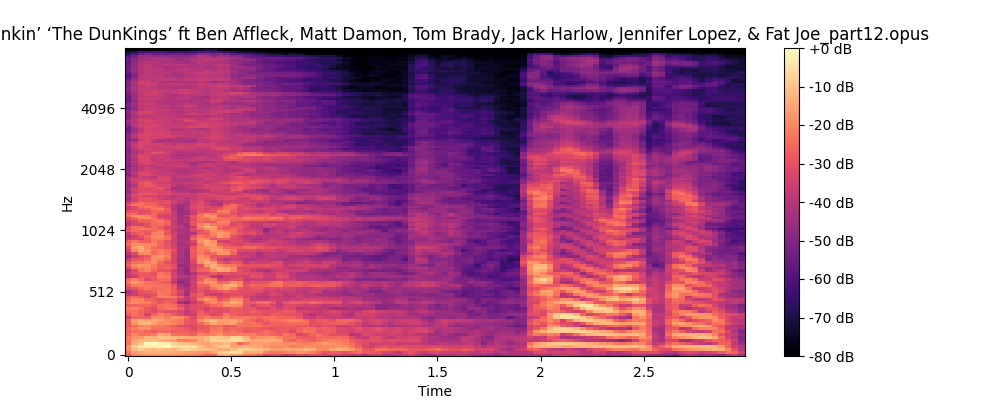 nkin’ ‘The DunKings’ ft Ben Affleck, Matt Damon, Tom Brady, Jack Harlow, Jennifer Lopez, & Fat Joe_part12.opus
+0 dB
-10 dB
-20 dB
-30 dB
-40 dB
-50 dB
-60 dB
-70 dB
-80 dB
4096
2048
1024
512
0
Hz
0
0.5
1
1.5
2
2.5
Time